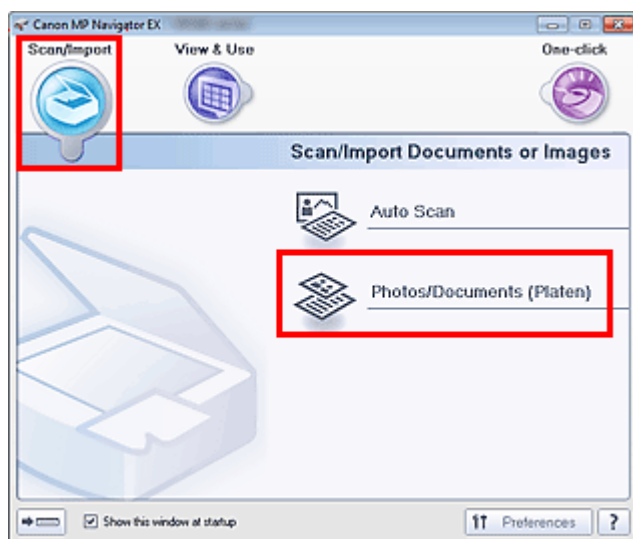 Canon MP Navigator EX
Scan/Import
View & Use
One-click
Scan/Import Documents or Images
Auto Scan
Photos/Documents (Platen)
Show this window at startup
Preferences
?